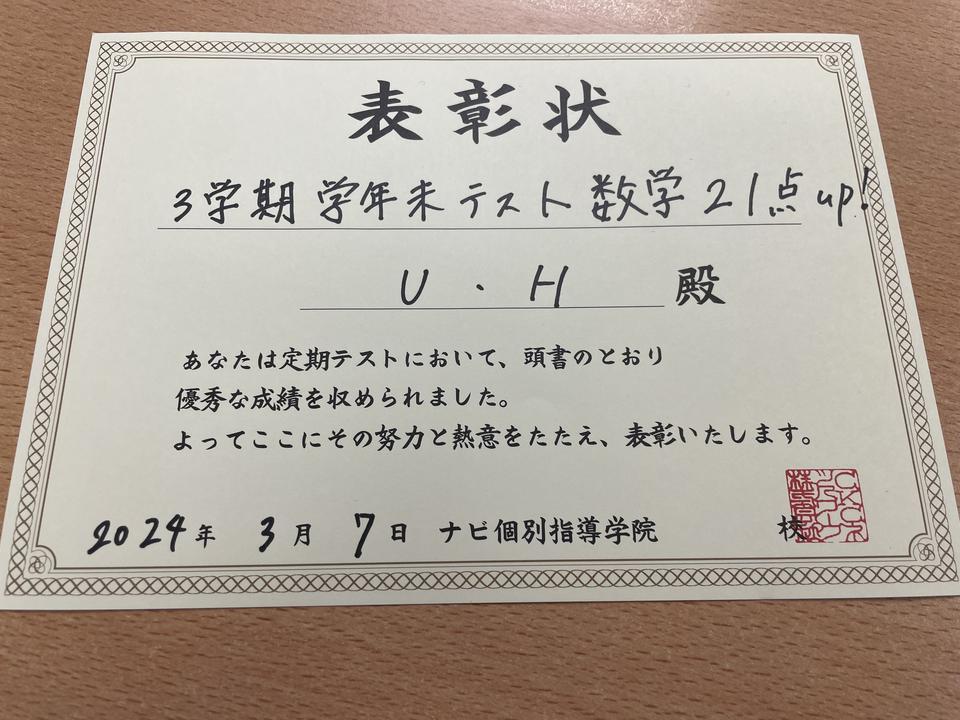 表彰状
3学期 学年末テスト 数学 21点up!
U・H 殿
あなたは定期テストにおいて、頭書のとおり
優秀な成績を収められました。
よってここにその努力と熱意をたたえ、表彰いたします。
2024年 3月 7日 ナビ個別指導学院 校